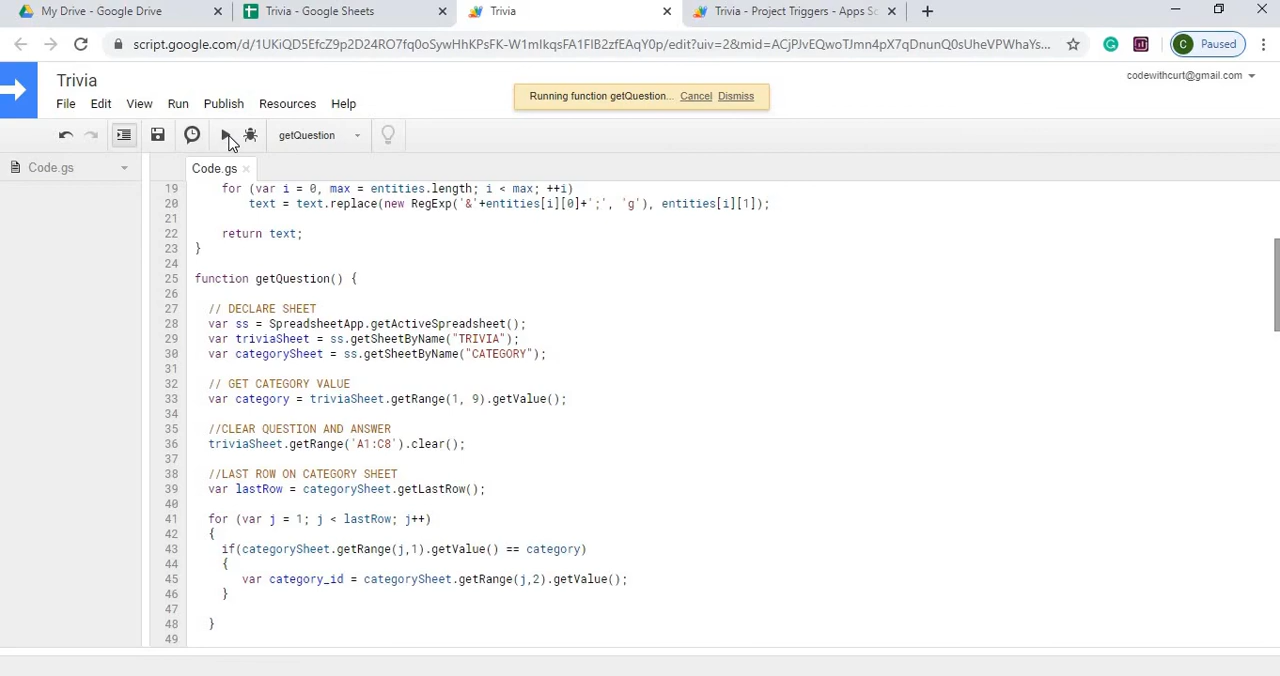 My Drive - Google Drive
Trivia - Google Sheets
Trivia
Trivia - Project Triggers - Apps Sc
script.google.com/d/1UKiQD5EfcZ9p2D24RO7fq0oSywHhKPsFK-W1mIkqsFA1FIB2zfEAqY0p/edit?uiv=2&mid=ACjPJvEQwoTJmn4pX7qDnunQ0sUheVPWhaYs...
C Paused
Trivia
codewithcurt@gmail.com
Running function getQuestion... Cancel Dismiss
File Edit View Run Publish Resources Help
getQuestion
Code.gs
Code.gs
19 for (var i = 0, max = entities.length; i < max; ++i)
20 text = text.replace(new RegExp('&'+entities[i][0]+';', 'g'), entities[i][1]);
21
22 return text;
23 }
24
25 function getQuestion() {
26
27 // DECLARE SHEET
28 var ss = SpreadsheetApp.getActiveSpreadsheet();
29 var triviaSheet = ss.getSheetByName("TRIVIA");
30 var categorySheet = ss.getSheetByName("CATEGORY");
31
32 // GET CATEGORY VALUE
33 var category = triviaSheet.getRange(1, 9).getValue();
34
35 //CLEAR QUESTION AND ANSWER
36 triviaSheet.getRange('A1:C8').clear();
37
38 //LAST ROW ON CATEGORY SHEET
39 var lastRow = categorySheet.getLastRow();
40
41 for (var j = 1; j < lastRow; j++)
42 {
43 if(categorySheet.getRange(j,1).getValue() == category)
44 {
45 var category_id = categorySheet.getRange(j,2).getValue();
46 }
47
48 }
49